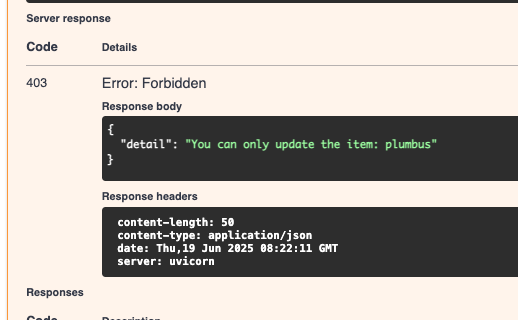 Server response
Code Details
403 Error: Forbidden
Response body
{
  "detail": "You can only update the item: plumbus"
}
Response headers
content-length: 50
content-type: application/json
date: Thu,19 Jun 2025 08:22:11 GMT
server: uvicorn
Responses
Code Description